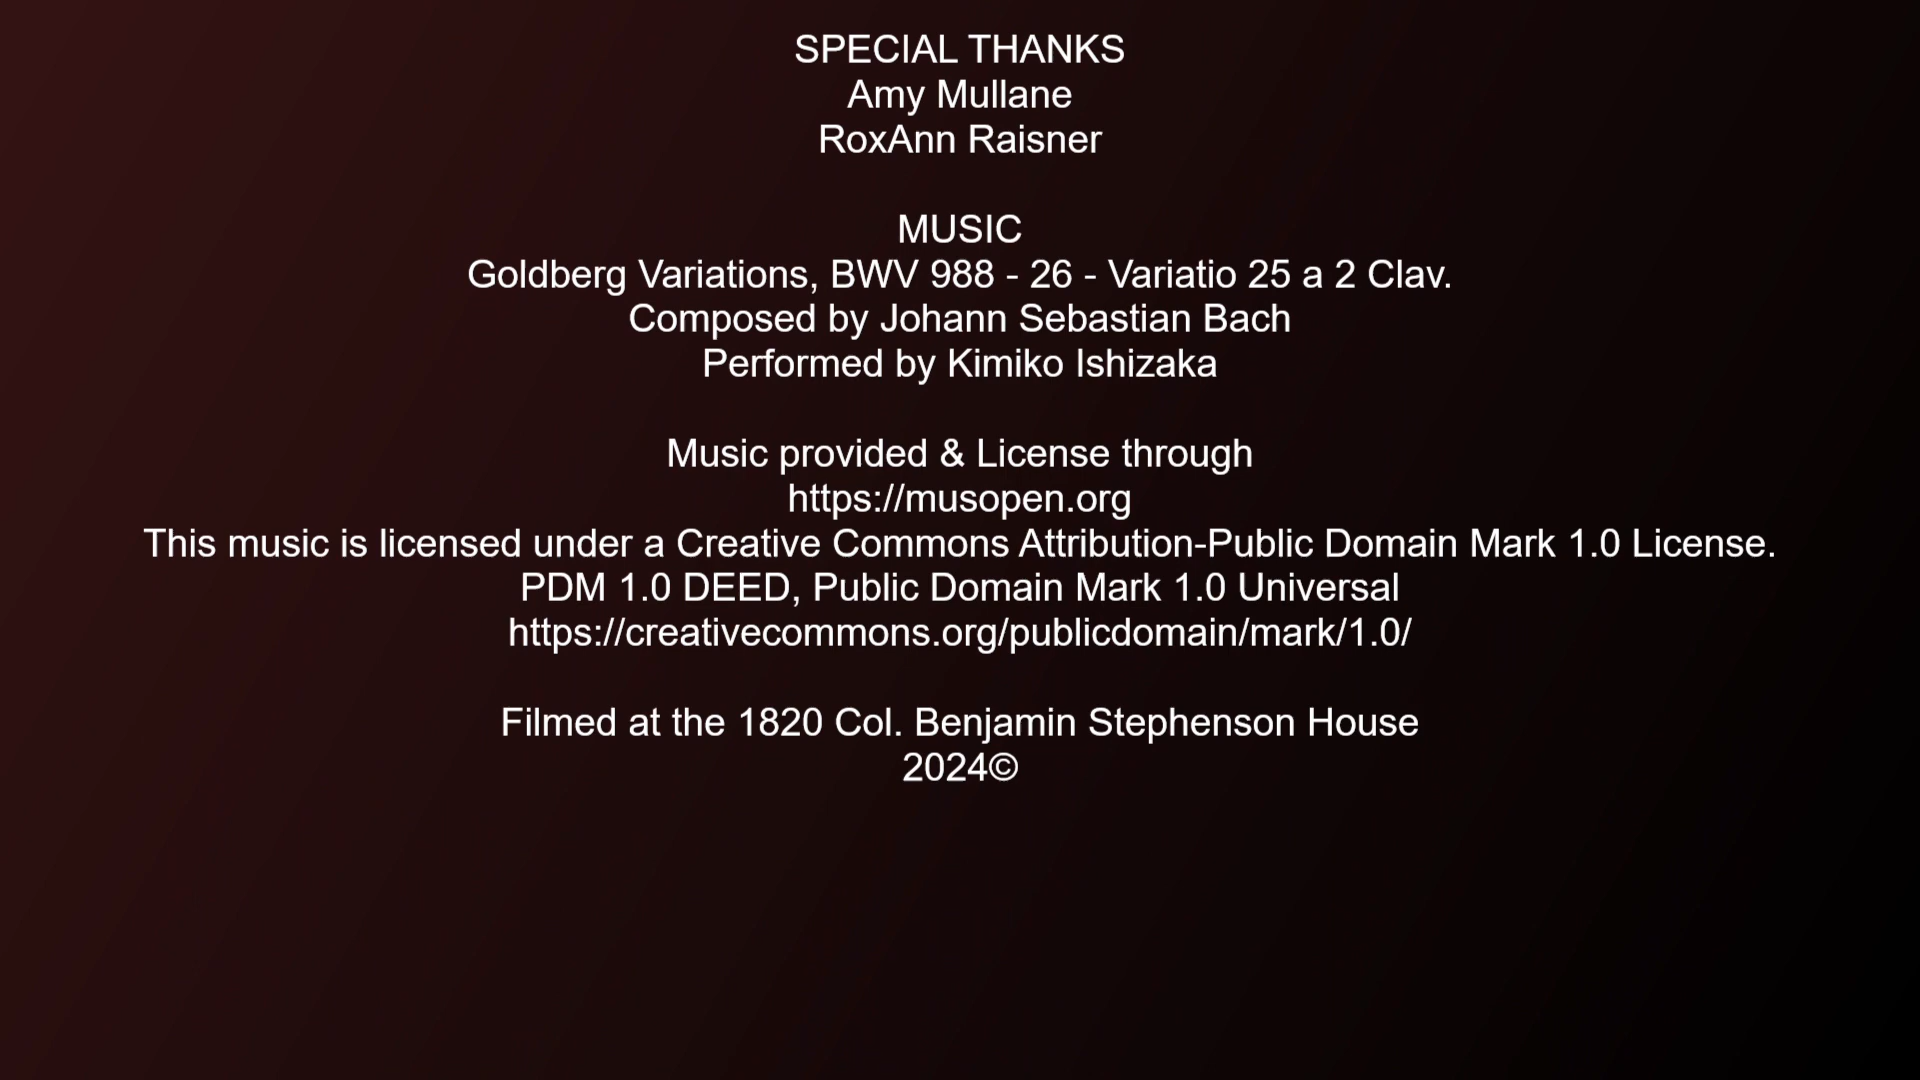 SPECIAL THANKS
Amy Mullane
RoxAnn Raisner
MUSIC
Goldberg Variations, BWV 988 - 26 - Variatio 25 a 2 Clav.
Composed by Johann Sebastian Bach
Performed by Kimiko Ishizaka
Music provided & License through
https://musopen.org
This music is licensed under a Creative Commons Attribution-Public Domain Mark 1.0 License.
PDM 1.0 DEED, Public Domain Mark 1.0 Universal
https://creativecommons.org/publicdomain/mark/1.0/
Filmed at the 1820 Col. Benjamin Stephenson House
2024©